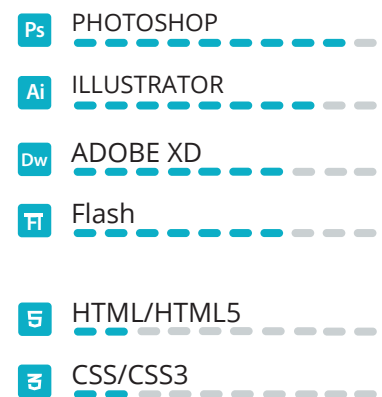 Ps PHOTOSHOP
Ai ILLUSTRATOR
Dw ADOBE XD
Fl Flash
5 HTML/HTML5
3 CSS/CSS3